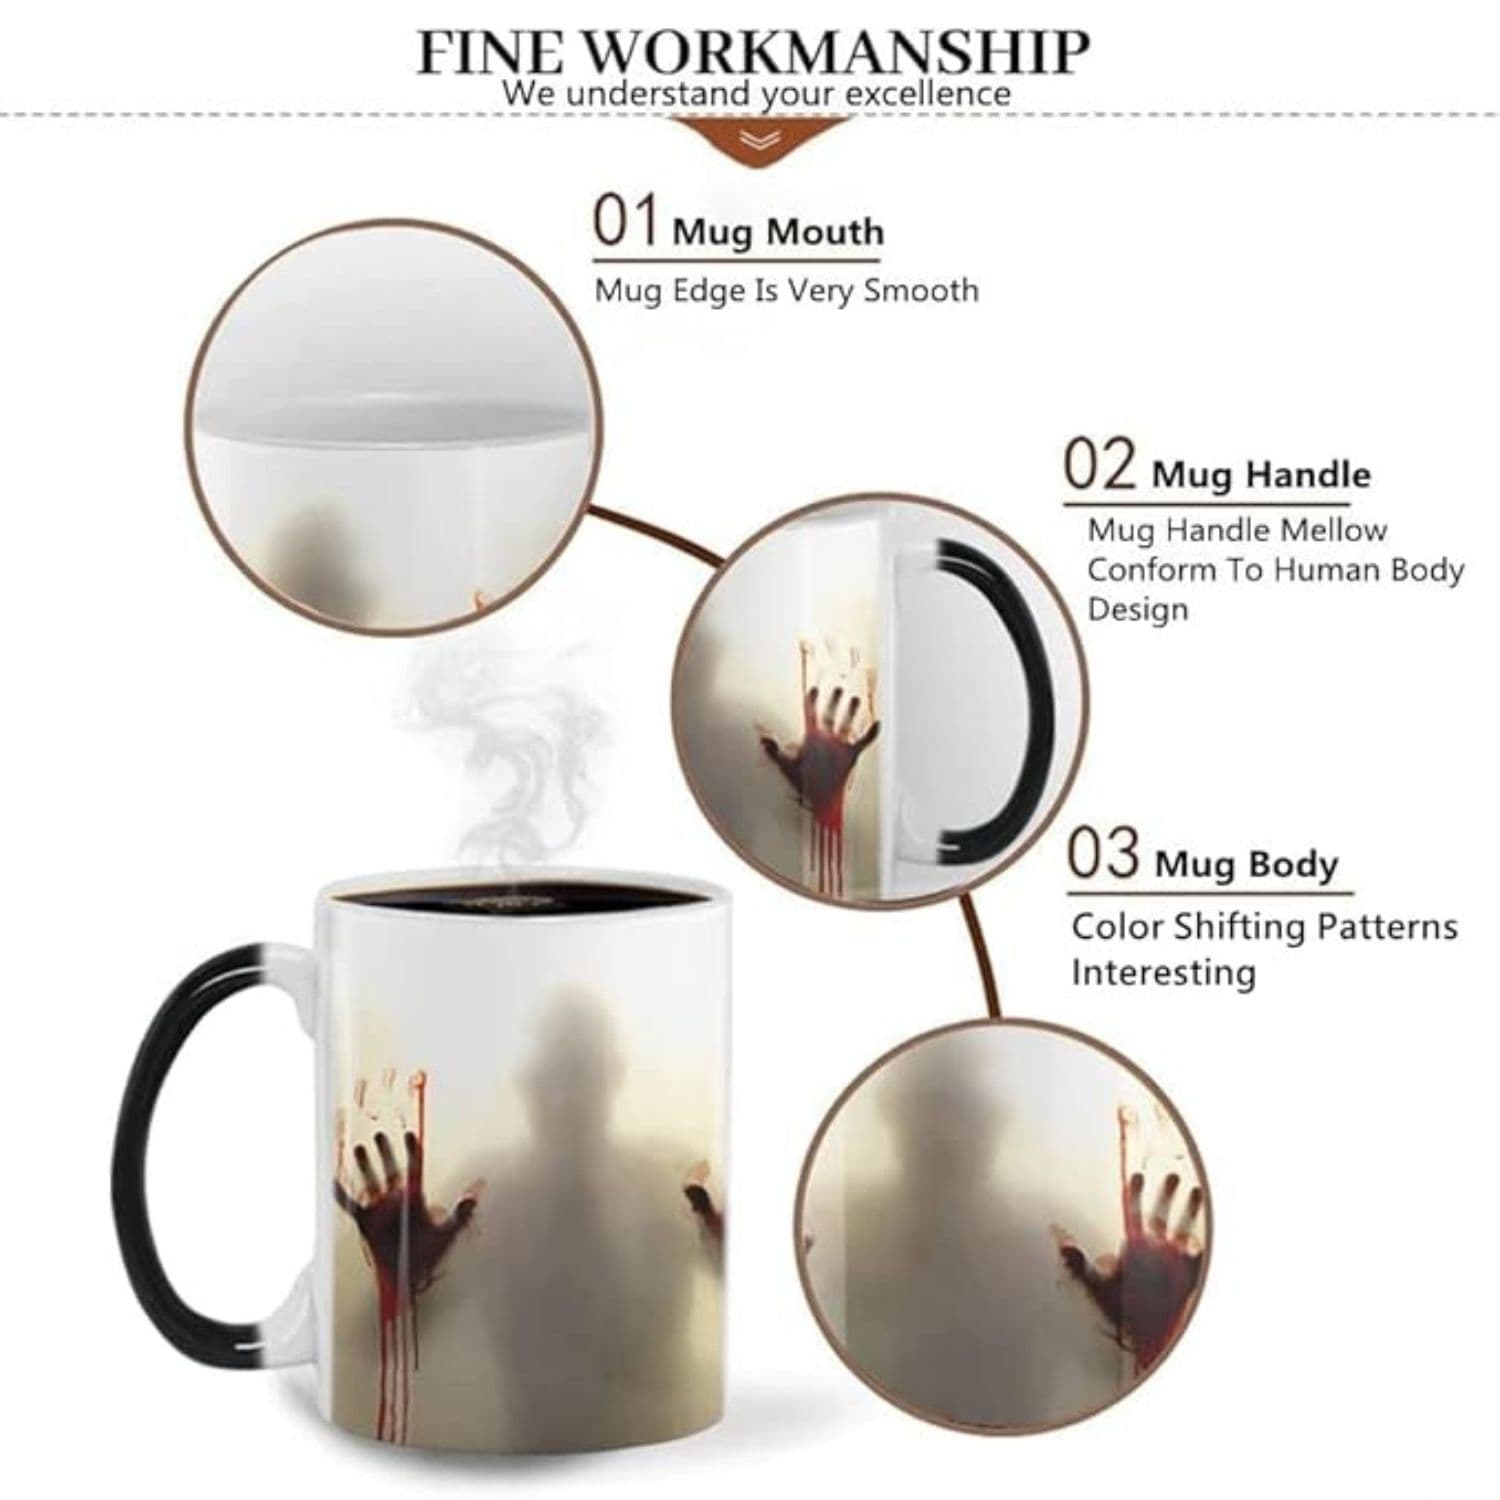 FINE WORKMANSHIP
We understand your excellence
01 Mug Mouth
Mug Edge Is Very Smooth
02 Mug Handle
Mug Handle Mellow
Conform To Human Body
Design
03 Mug Body
Color Shifting Patterns
Interesting